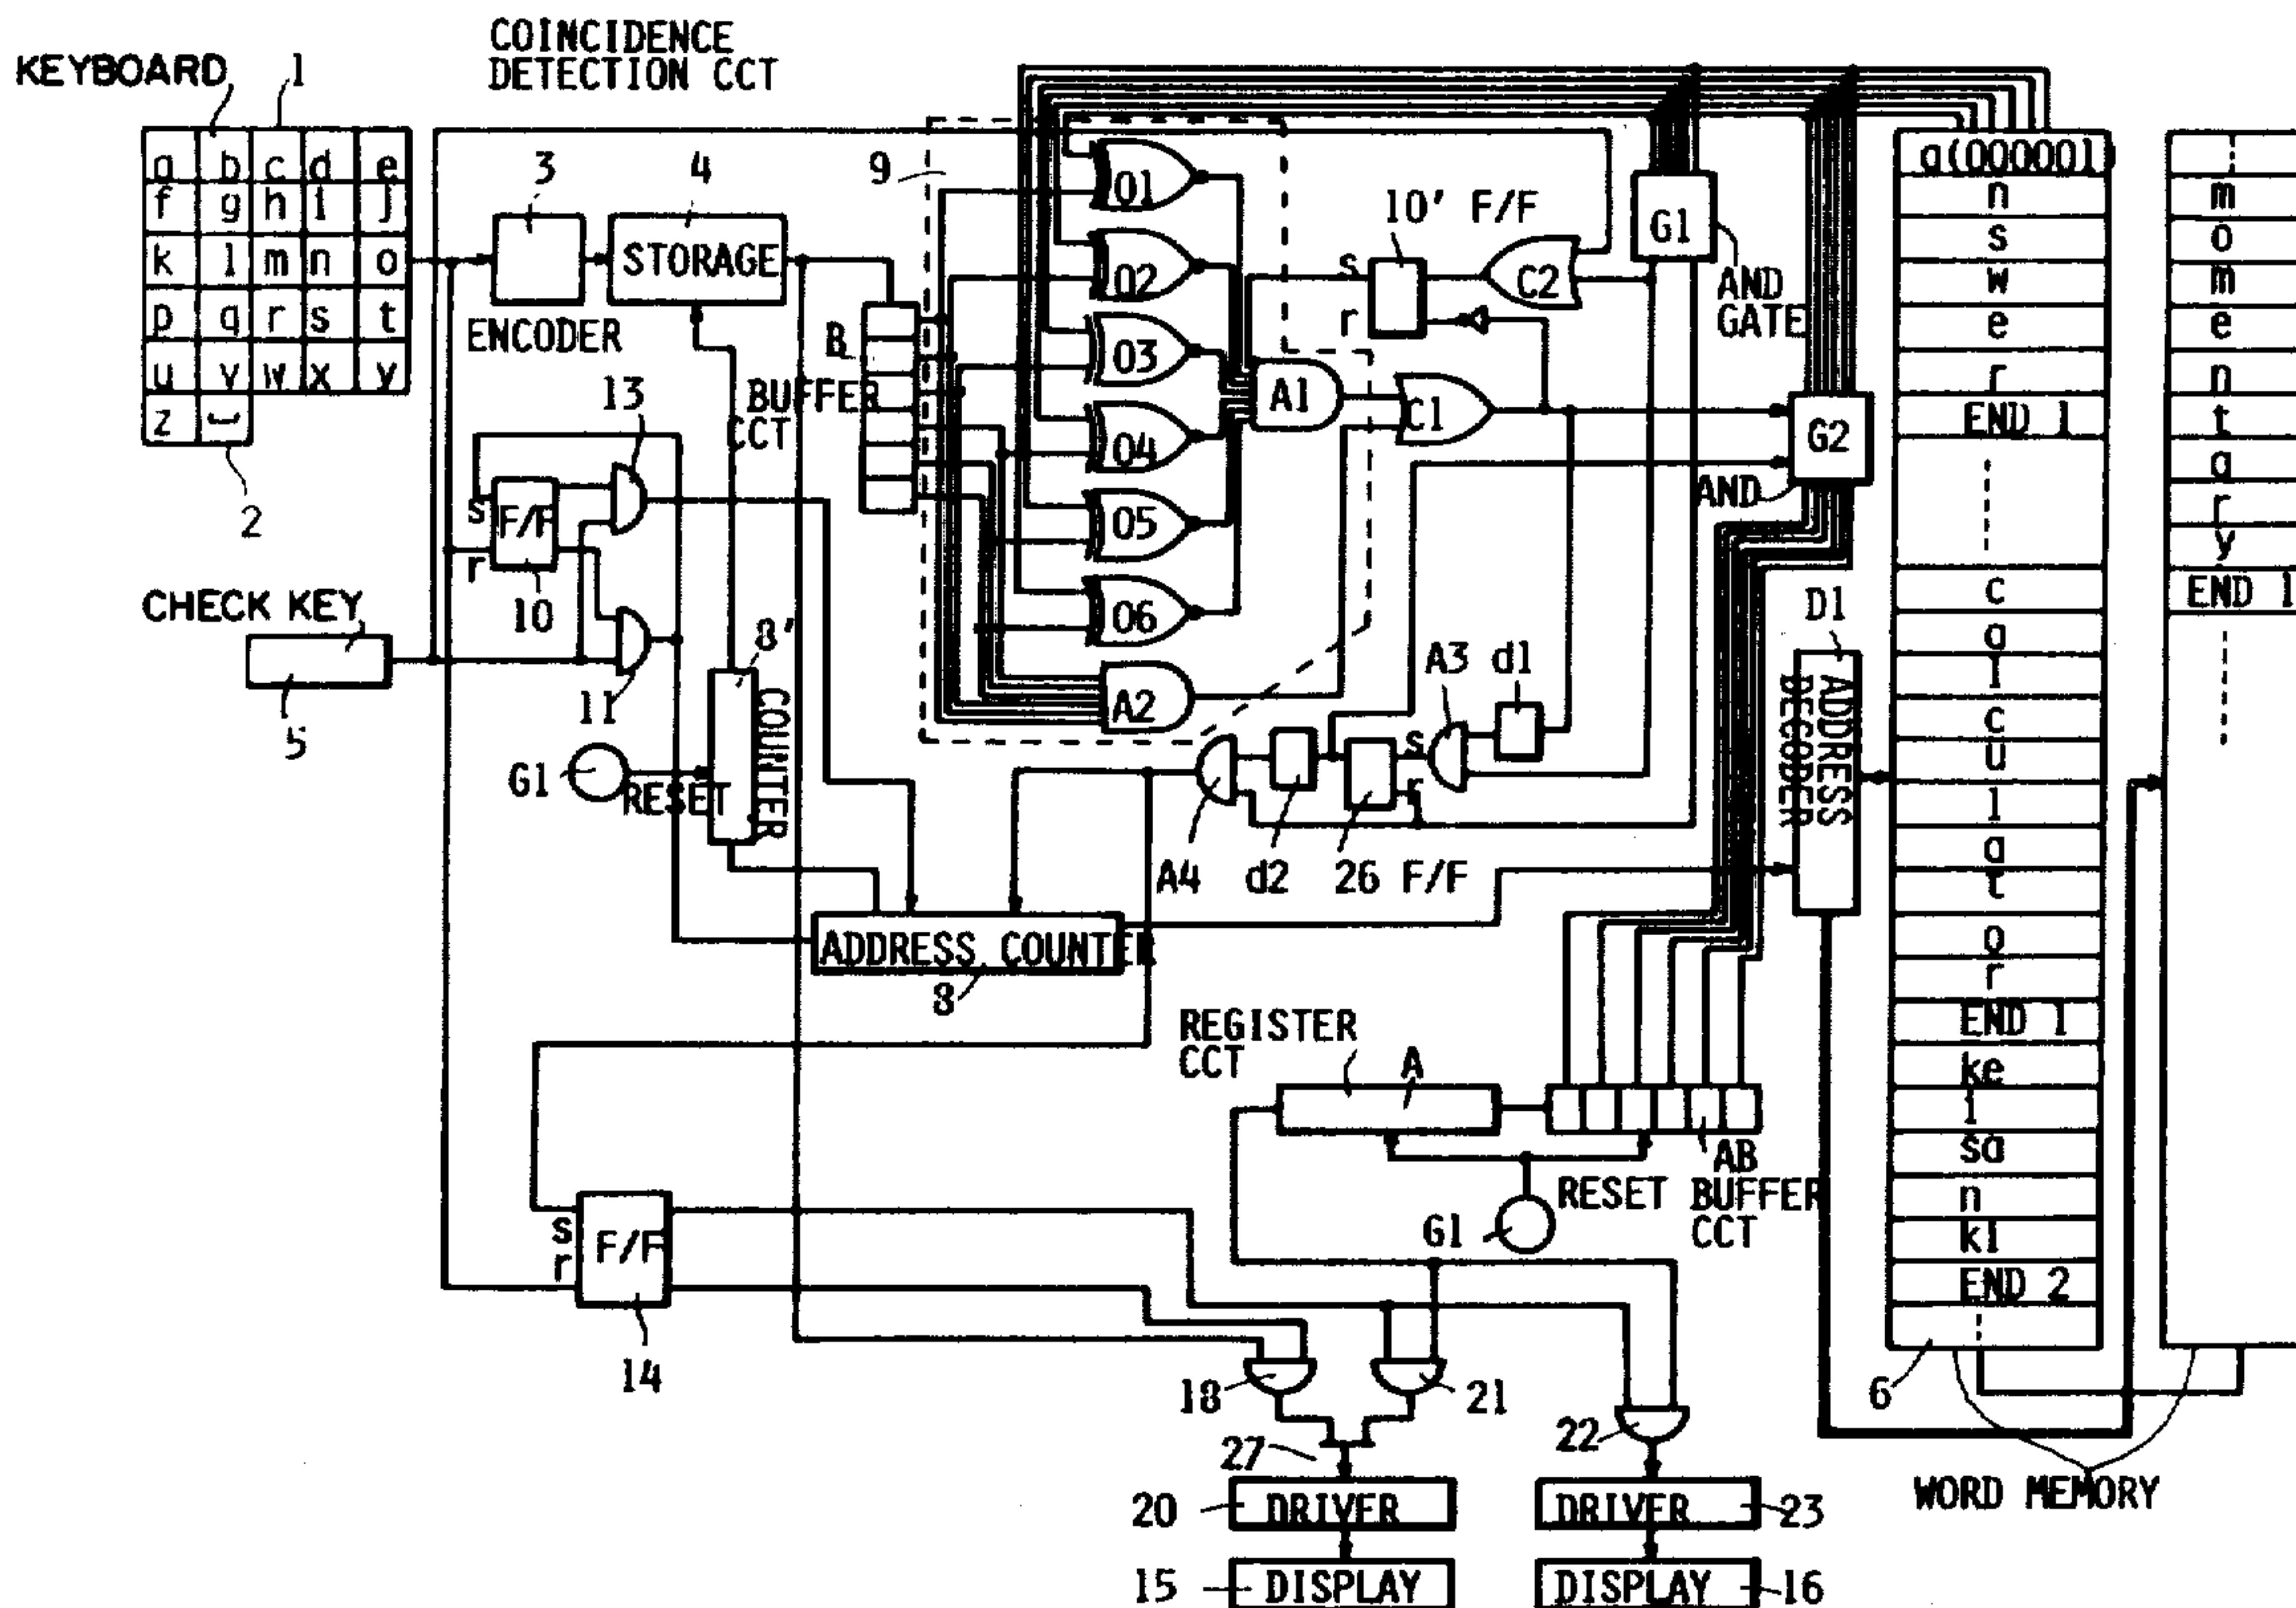 COINCIDENCE
DETECTION CCT
KEYBOARD
1
a b c d e
f g h i j
k l m n o
p q r s t
u v w x y
z ⎵
2
3
ENCODER
4
STORAGE
9
B
BUFFER
CCT
O1
O2
O3
O4
O5
O6
A1
A2
10' F/F
s
r
C2
C1
G1
AND
GATE
G2
AND
13
s
F/F
r
10
11
CHECK KEY
5
G1
RESET
8'
COUNTER
A3
d1
s
r
A4
d2
26 F/F
ADDRESS COUNTER
8
D1
ADDRESS
DECODER
REGISTER
CCT
A
AB
BUFFER
CCT
RESET
G1
s
r
F/F
14
18
21
22
27
20
DRIVER
DRIVER
23
15
DISPLAY
DISPLAY
16
a(000001)
n
s
w
e
r
END 1
c
a
l
c
u
l
a
t
o
r
END 1
ke
i
sa
n
ki
END 2
6
m
o
m
e
n
t
a
r
y
END 1
WORD MEMORY